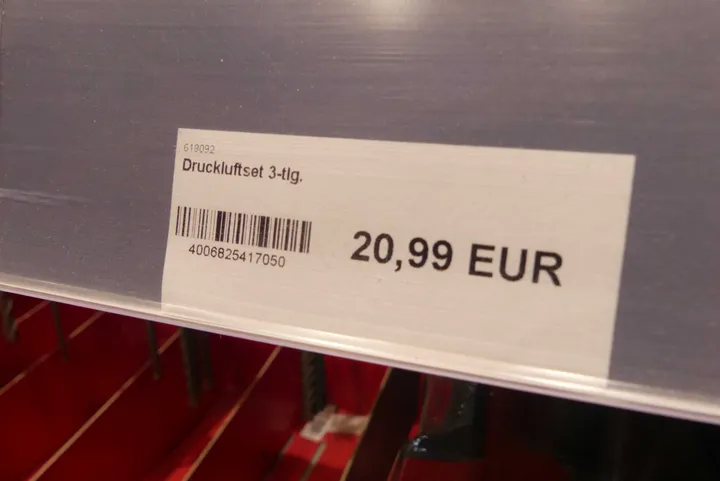 619092
Druckluftset 3-tlg.
4006825417050
20,99 EUR